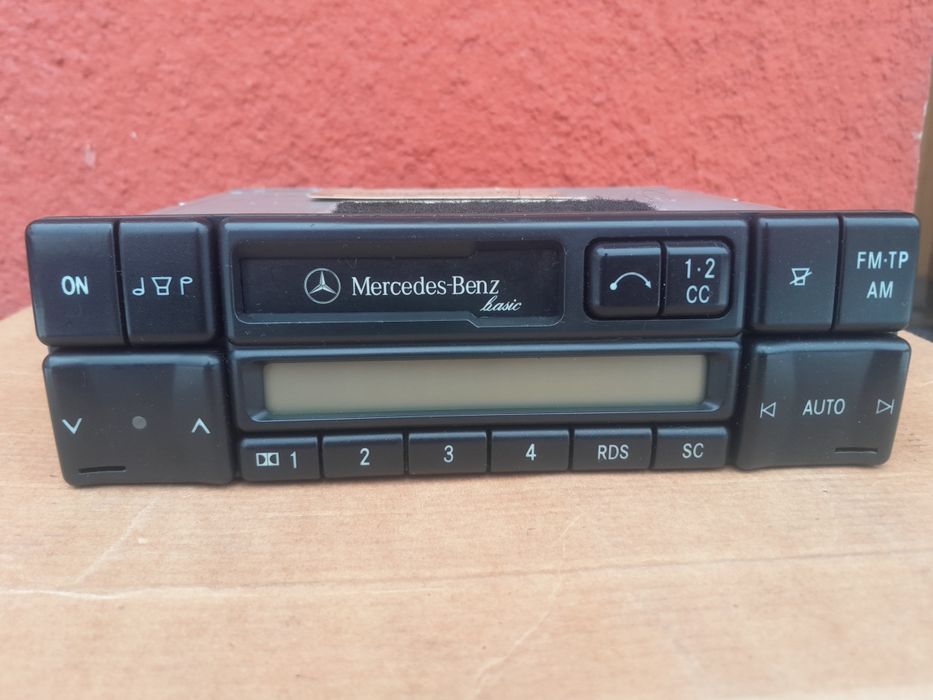 ON
Mercedes-Benz
basic
1·2
CC
FM·TP
AM
AUTO
1
2
3
4
RDS
SC